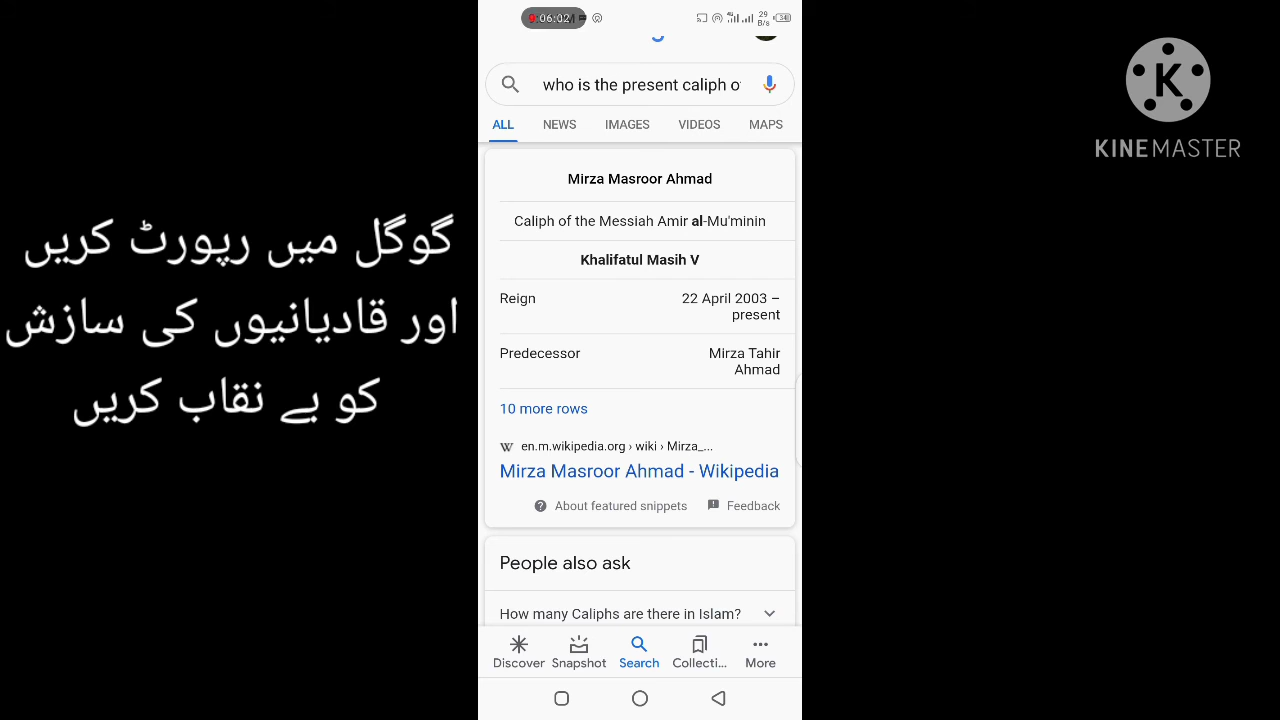 گوگل میں رپورٹ کریں
اور قادیانیوں کی سازش
کو بے نقاب کریں
06:02
29
B/s
34
who is the present caliph o
ALL NEWS IMAGES VIDEOS MAPS
Mirza Masroor Ahmad
Caliph of the Messiah Amir al-Mu'minin
Khalifatul Masih V
Reign 22 April 2003 –
present
Predecessor Mirza Tahir
Ahmad
10 more rows
W en.m.wikipedia.org › wiki › Mirza_...
Mirza Masroor Ahmad - Wikipedia
About featured snippets Feedback
People also ask
How many Caliphs are there in Islam?
Discover Snapshot Search Collecti... More
K
KINEMASTER